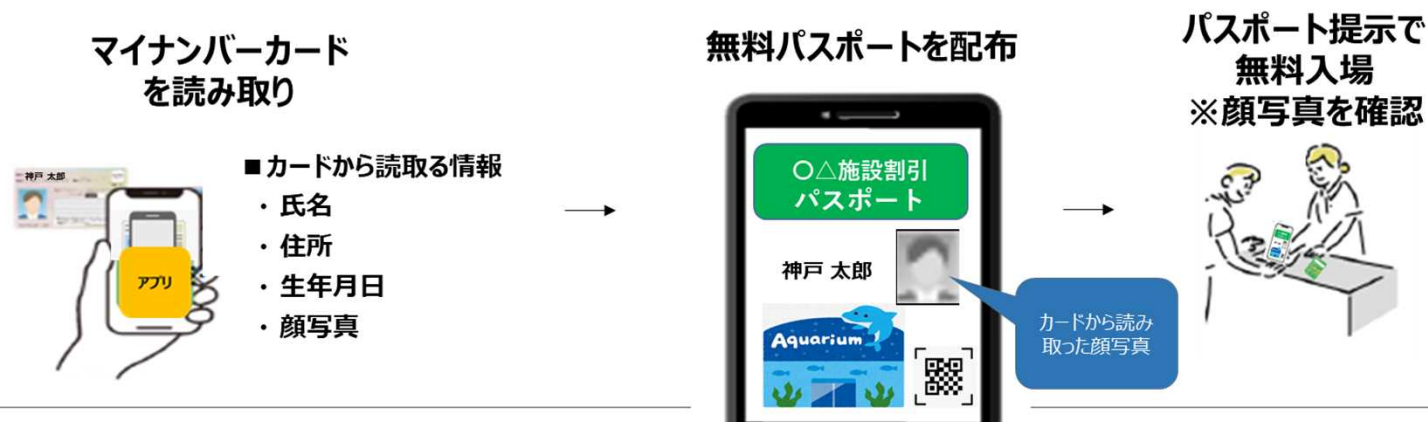 マイナンバーカード
を読み取り
神戸 太郎
アプリ
■カードから読取る情報
・氏名
・住所
・生年月日
・顔写真
→
無料パスポートを配布
〇△施設割引
パスポート
神戸 太郎
Aquarium
カードから読み
取った顔写真
→
パスポート提示で
無料入場
※顔写真を確認